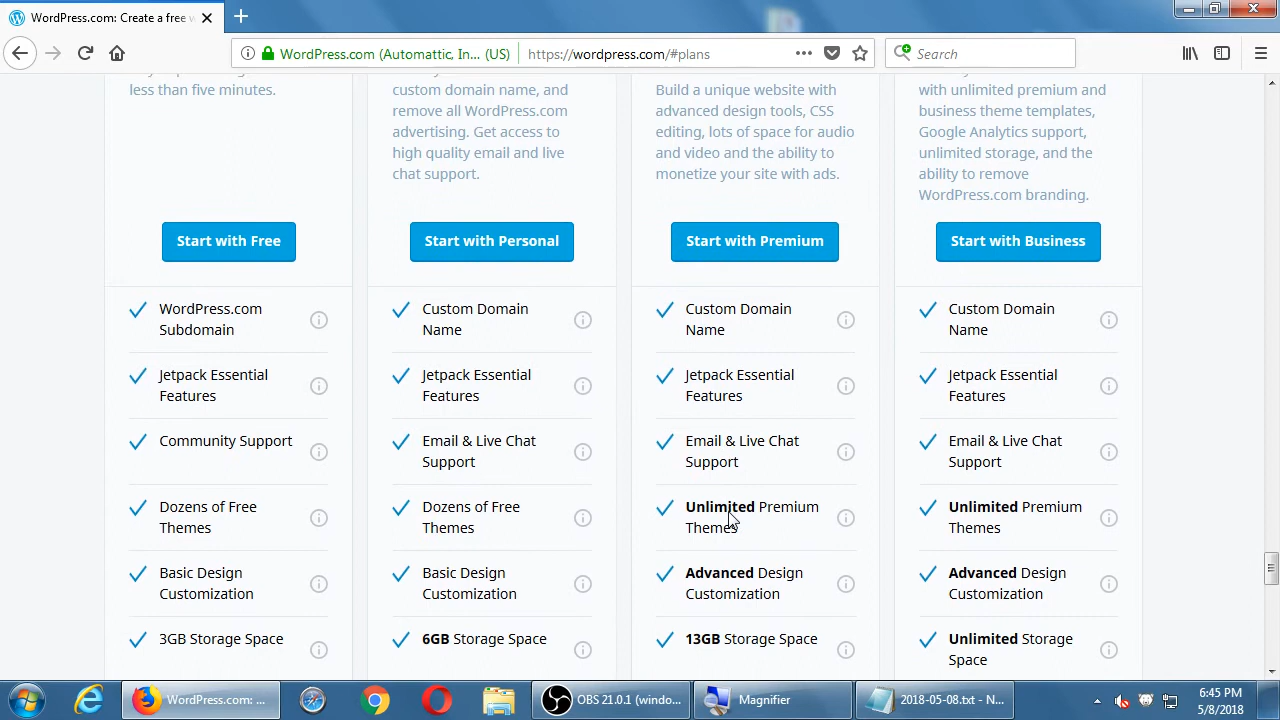 WordPress.com: Create a free w
WordPress.com (Automattic, In... (US)
https://wordpress.com/#plans
Search
less than five minutes.
Start with Free
WordPress.com
Subdomain
Jetpack Essential
Features
Community Support
Dozens of Free
Themes
Basic Design
Customization
3GB Storage Space
custom domain name, and
remove all WordPress.com
advertising. Get access to
high quality email and live
chat support.
Start with Personal
Custom Domain
Name
Jetpack Essential
Features
Email & Live Chat
Support
Dozens of Free
Themes
Basic Design
Customization
6GB Storage Space
Build a unique website with
advanced design tools, CSS
editing, lots of space for audio
and video and the ability to
monetize your site with ads.
Start with Premium
Custom Domain
Name
Jetpack Essential
Features
Email & Live Chat
Support
Unlimited Premium
Themes
Advanced Design
Customization
13GB Storage Space
with unlimited premium and
business theme templates,
Google Analytics support,
unlimited storage, and the
ability to remove
WordPress.com branding.
Start with Business
Custom Domain
Name
Jetpack Essential
Features
Email & Live Chat
Support
Unlimited Premium
Themes
Advanced Design
Customization
Unlimited Storage
Space
WordPress.com: ...
OBS 21.0.1 (windo...
Magnifier
2018-05-08.txt - N...
6:45 PM
5/8/2018